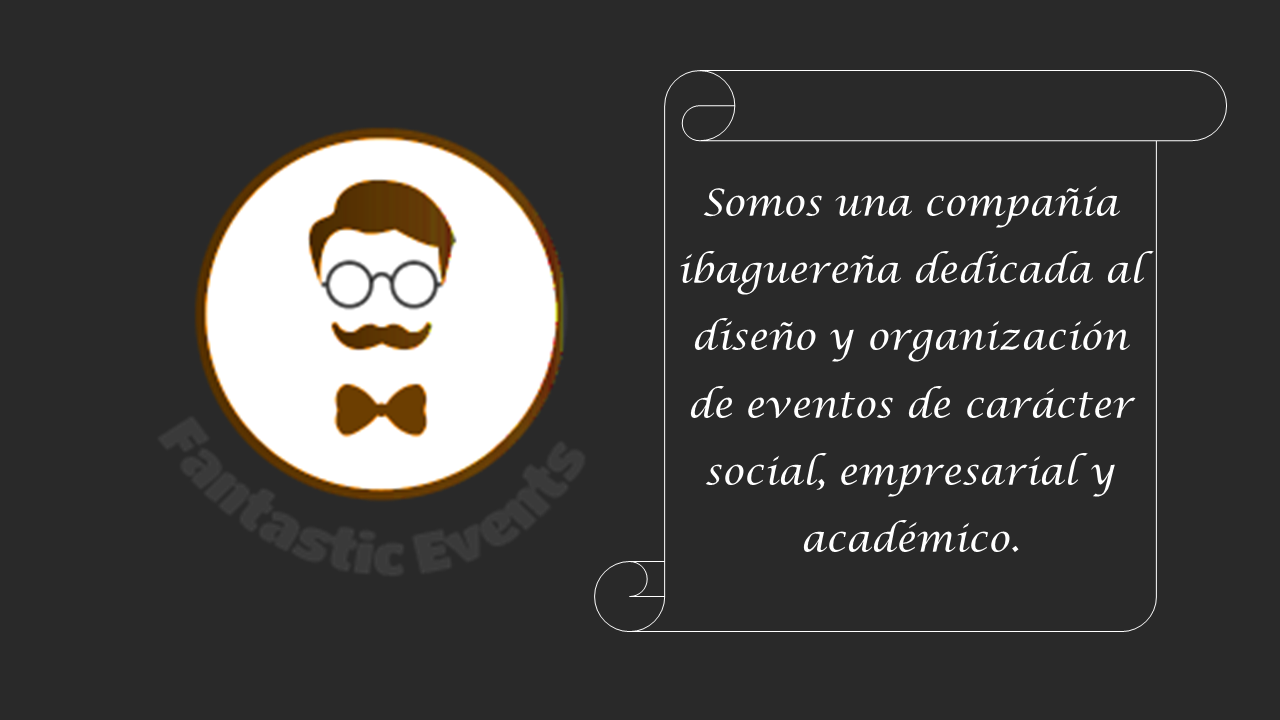 Somos una compañía
ibaguereña dedicada al
diseño y organización
de eventos de carácter
social, empresarial y
académico.
Fantastic Events